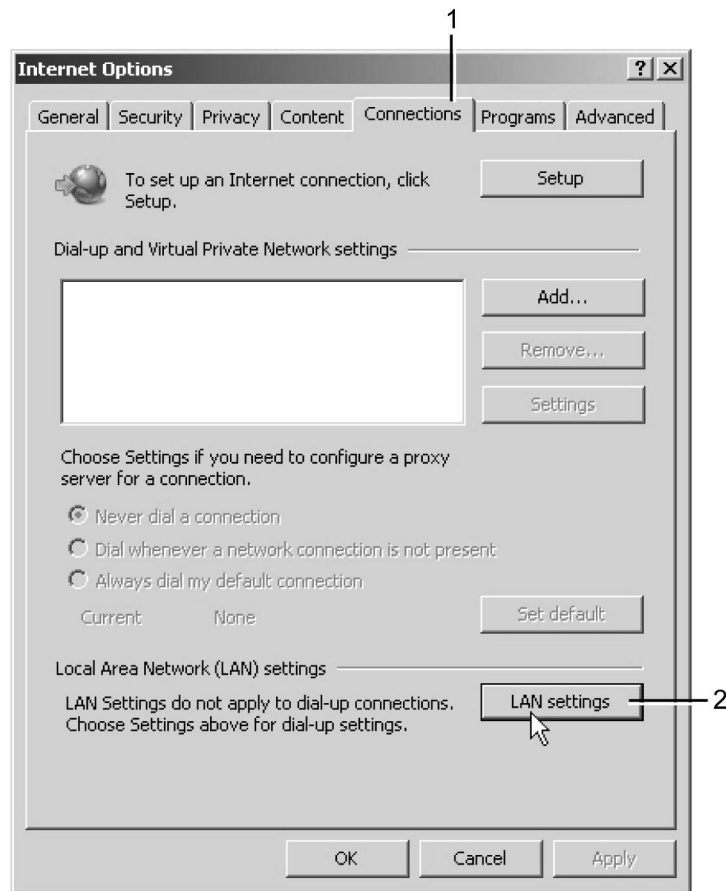 1
Internet Options
General Security Privacy Content Connections Programs Advanced
To set up an Internet connection, click
Setup.
Setup
Dial-up and Virtual Private Network settings
Add...
Remove...
Settings
Choose Settings if you need to configure a proxy
server for a connection.
Never dial a connection
Dial whenever a network connection is not present
Always dial my default connection
Current None
Set default
Local Area Network (LAN) settings
LAN Settings do not apply to dial-up connections.
Choose Settings above for dial-up settings.
LAN settings
2
OK Cancel Apply